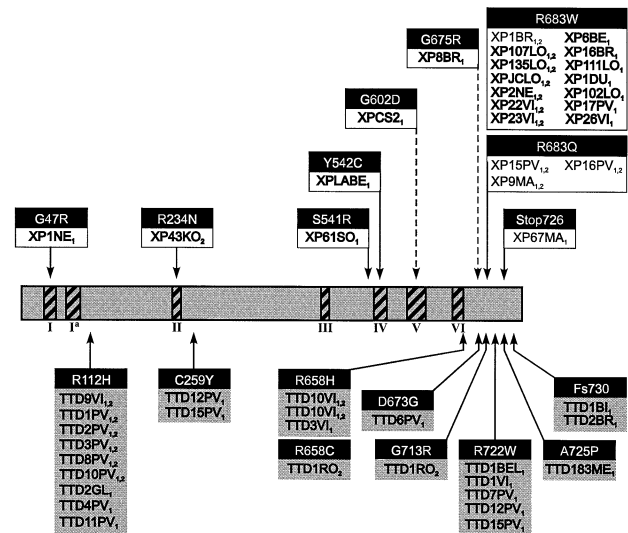 R683W
XP1BR1,2 XP6BE1
XP107LO1,2 XP16BR1
XP135LO1,2 XP111LO1
XPJCLO1,2 XP1DU1
XP2NE1,2 XP102LO1
XP22VI1,2 XP17PV1
XP23VI1,2 XP26VI1
G675R
XP8BR1
G602D
XPCS21
Y542C
XPLABE1
R683Q
XP15PV1,2 XP16PV1,2
XP9MA1,2
G47R
XP1NE1
R234N
XP43KO2
S541R
XP61SO1
Stop726
XP67MA1
I Ia II III IV V VI
R112H
TTD9VI1,2
TTD1PV1,2
TTD2PV1,2
TTD3PV1,2
TTD8PV1,2
TTD10PV1,2
TTD2GL1
TTD4PV1
TTD11PV1
C259Y
TTD12PV1
TTD15PV1
R658H
TTD10VI1,2
TTD10VI1,2
TTD3VI1
R658C
TTD1RO2
D673G
TTD6PV1
G713R
TTD1RO2
R722W
TTD1BEL1
TTD1VI1
TTD7PV1
TTD12PV1
TTD15PV1
A725P
TTD183ME1
Fs730
TTD1BI1
TTD2BR1